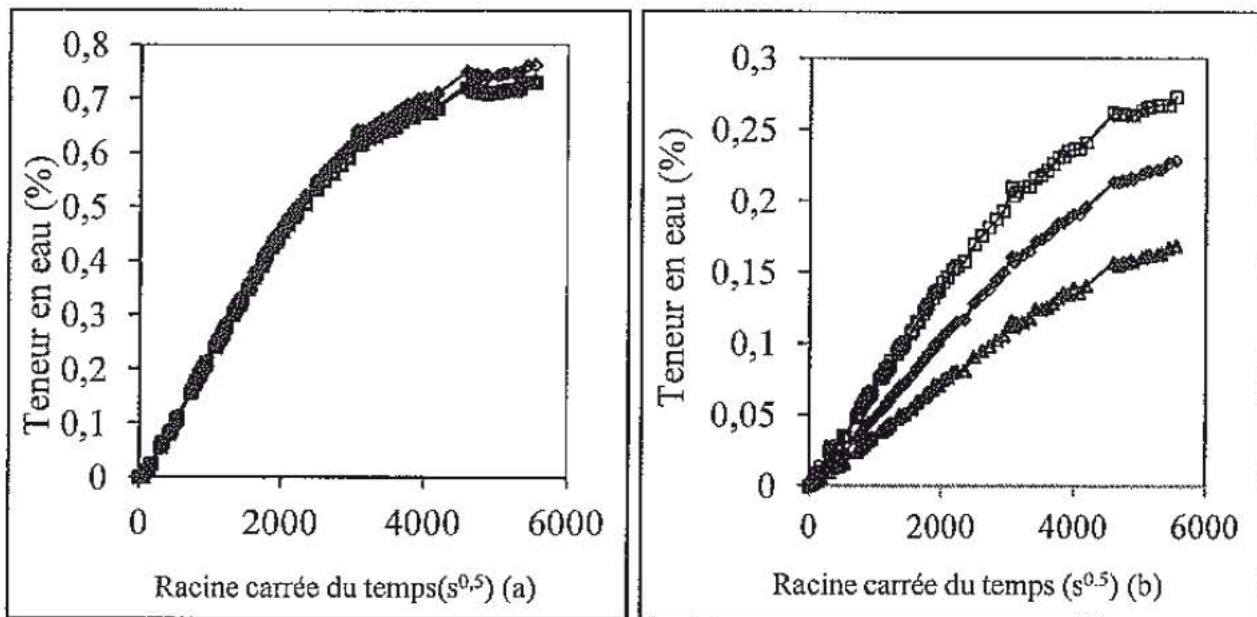 Teneur en eau (%)
0,8
0,7
0,6
0,5
0,4
0,3
0,2
0,1
0
0 2000 4000 6000
Racine carrée du temps(s^0,5) (a)
Teneur en eau (%)
0,3
0,25
0,2
0,15
0,1
0,05
0
0 2000 4000 6000
Racine carrée du temps (s^0.5) (b)